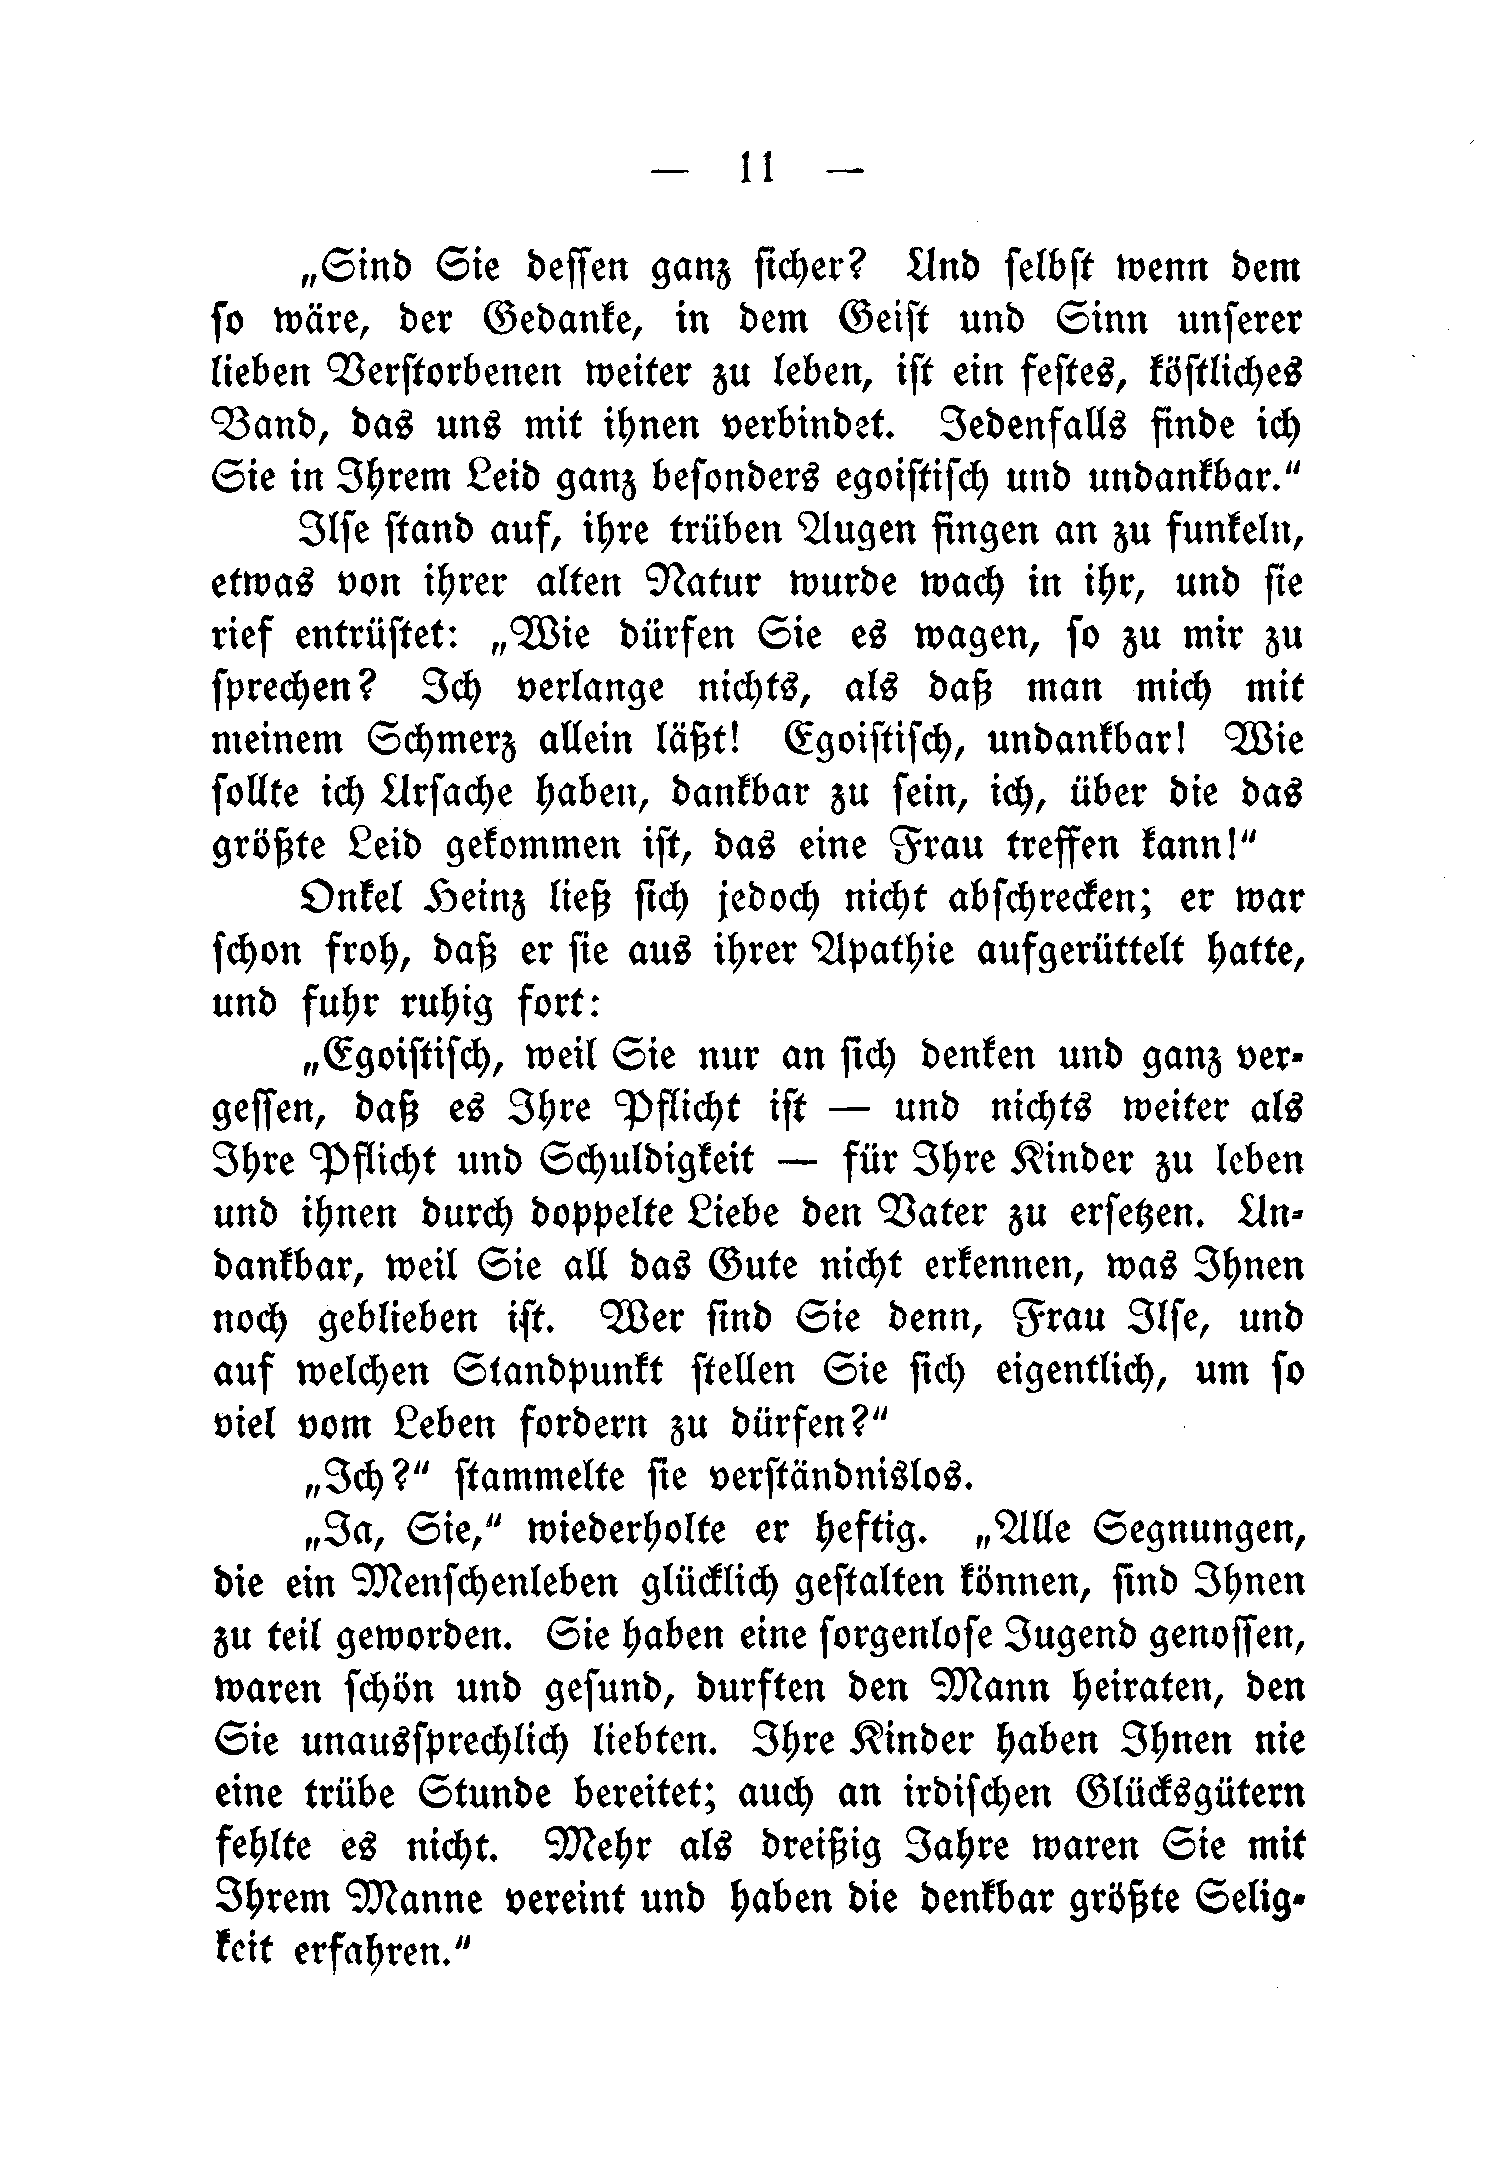 — 11 —
„Sind Sie dessen ganz sicher? Und selbst wenn dem
so wäre, der Gedanke, in dem Geist und Sinn unserer
lieben Verstorbenen weiter zu leben, ist ein festes, köstliches
Band, das uns mit ihnen verbindet. Jedenfalls finde ich
Sie in Ihrem Leid ganz besonders egoistisch und undankbar.“
Ilse stand auf, ihre trüben Augen fingen an zu funkeln,
etwas von ihrer alten Natur wurde wach in ihr, und sie
rief entrüstet: „Wie dürfen Sie es wagen, so zu mir zu
sprechen? Ich verlange nichts, als daß man mich mit
meinem Schmerz allein läßt! Egoistisch, undankbar! Wie
sollte ich Ursache haben, dankbar zu sein, ich, über die das
größte Leid gekommen ist, das eine Frau treffen kann!“
Onkel Heinz ließ sich jedoch nicht abschrecken; er war
schon froh, daß er sie aus ihrer Apathie aufgerüttelt hatte,
und fuhr ruhig fort:
„Egoistisch, weil Sie nur an sich denken und ganz ver-
gessen, daß es Ihre Pflicht ist — und nichts weiter als
Ihre Pflicht und Schuldigkeit — für Ihre Kinder zu leben
und ihnen durch doppelte Liebe den Vater zu ersetzen. Un-
dankbar, weil Sie all das Gute nicht erkennen, was Ihnen
noch geblieben ist. Wer sind Sie denn, Frau Ilse, und
auf welchen Standpunkt stellen Sie sich eigentlich, um so
viel vom Leben fordern zu dürfen?“
„Ich?“ stammelte sie verständnislos.
„Ja, Sie,“ wiederholte er heftig. „Alle Segnungen,
die ein Menschenleben glücklich gestalten können, sind Ihnen
zu teil geworden. Sie haben eine sorgenlose Jugend genossen,
waren schön und gesund, durften den Mann heiraten, den
Sie unaussprechlich liebten. Ihre Kinder haben Ihnen nie
eine trübe Stunde bereitet; auch an irdischen Glücksgütern
fehlte es nicht. Mehr als dreißig Jahre waren Sie mit
Ihrem Manne vereint und haben die denkbar größte Selig-
keit erfahren.“